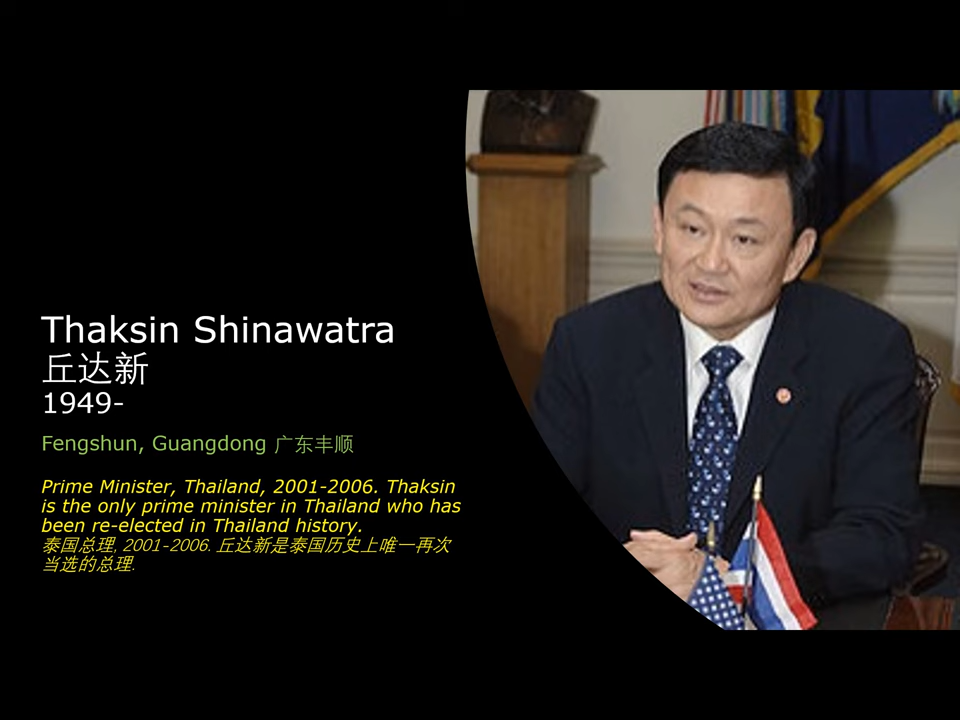 Thaksin Shinawatra
丘达新
1949-
Fengshun, Guangdong 广东丰顺
Prime Minister, Thailand, 2001-2006. Thaksin
is the only prime minister in Thailand who has
been re-elected in Thailand history.
泰国总理, 2001-2006. 丘达新是泰国历史上唯一再次
当选的总理.